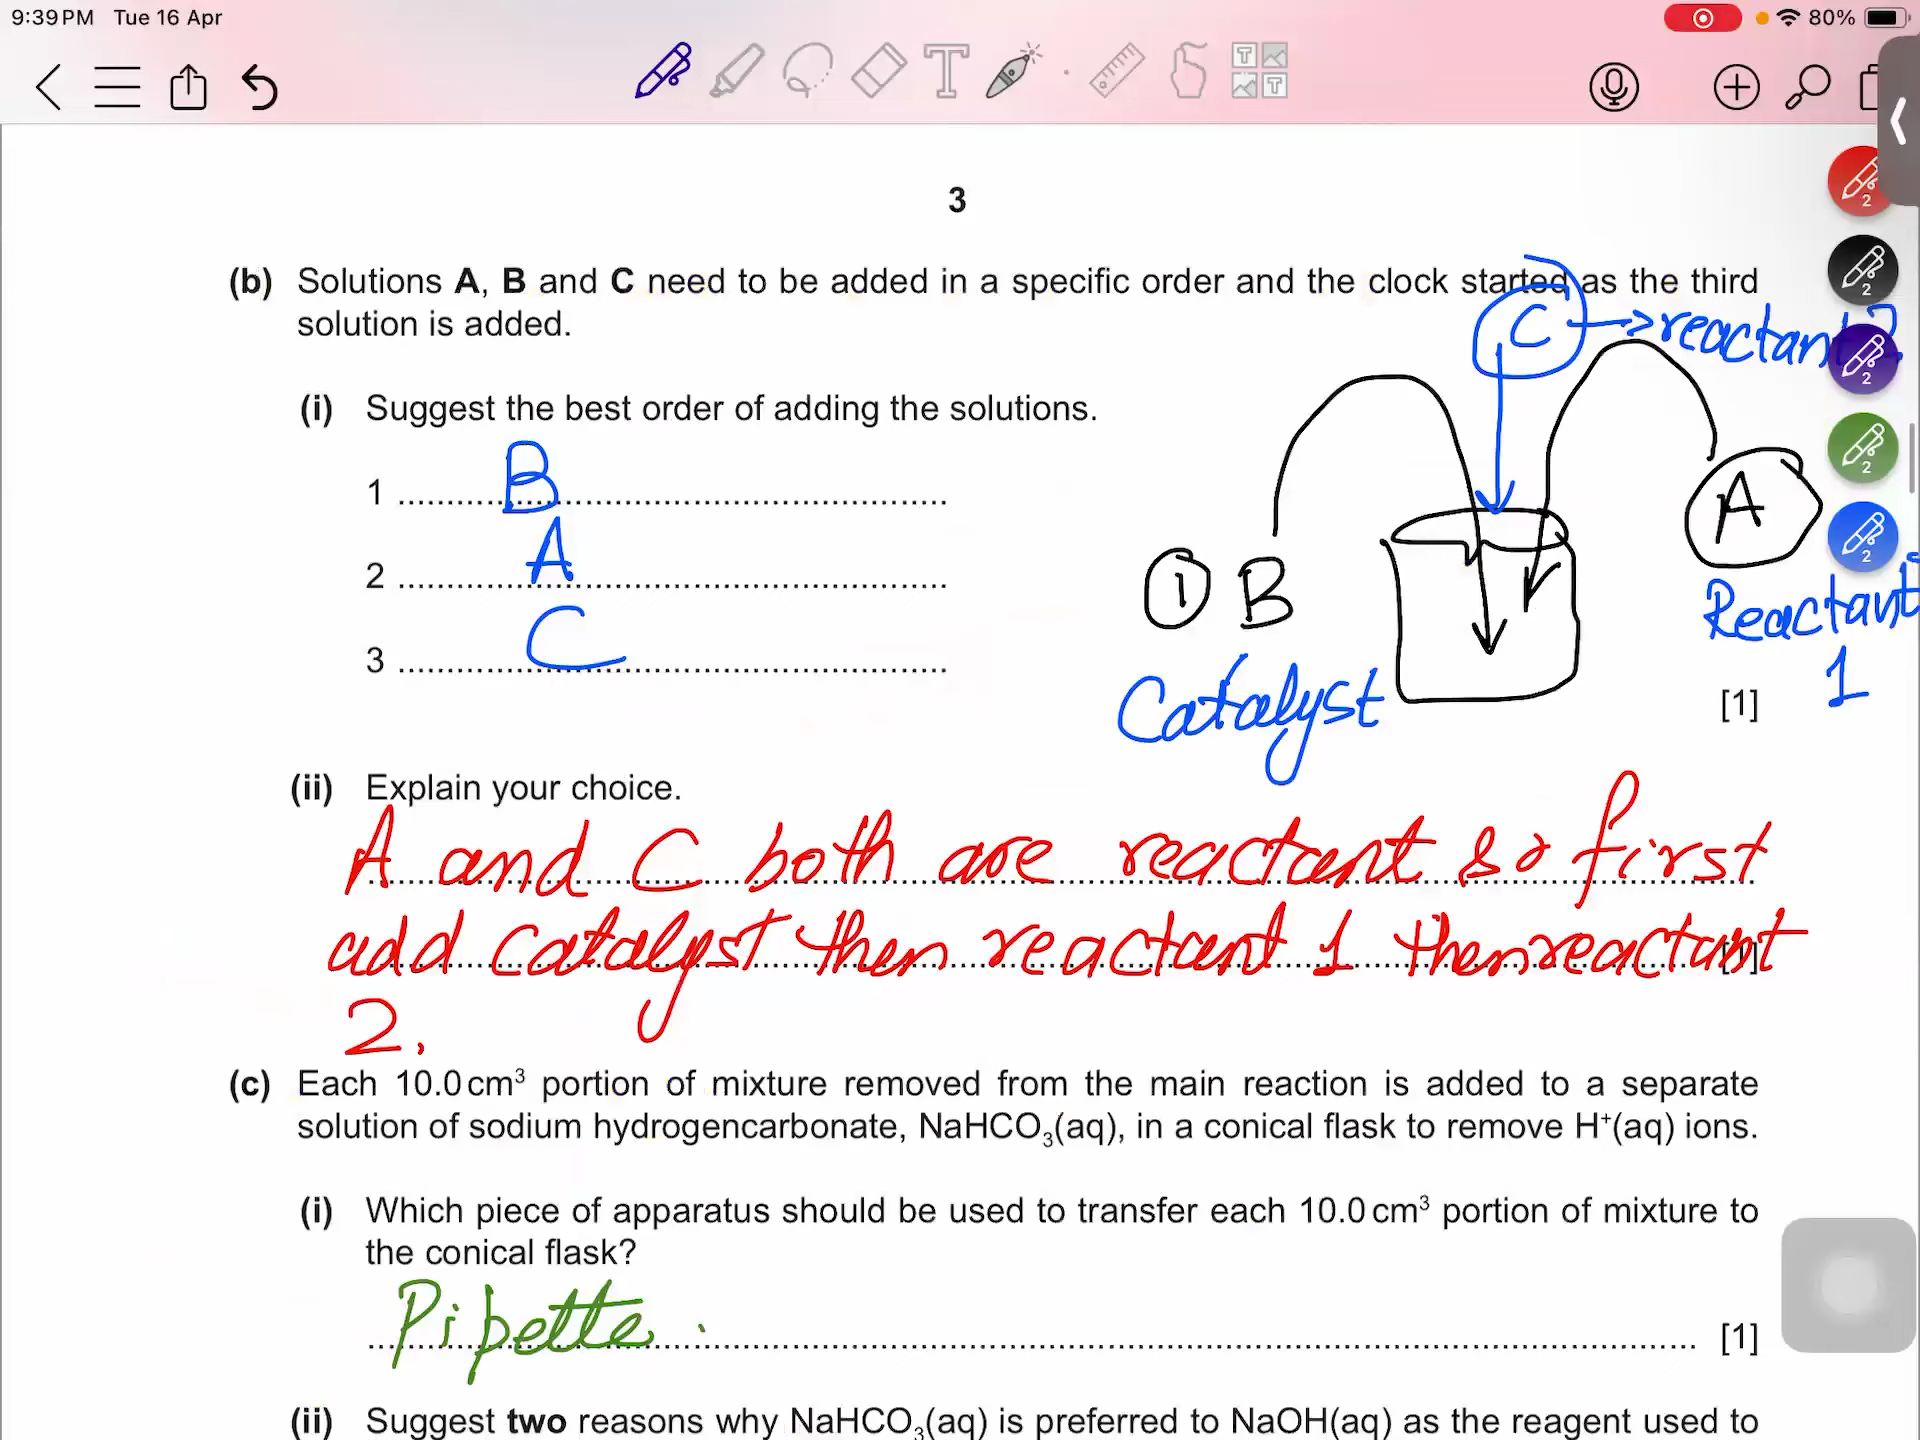 9:39 PM Tue 16 Apr
80%
3
(b) Solutions A, B and C need to be added in a specific order and the clock started as the third
solution is added.
C → reactant 2
(i) Suggest the best order of adding the solutions.
1 B
2 A
3 C
A
① B
Reactant
1
Catalyst
[1]
(ii) Explain your choice.
A and C both are reactant so first
add catalyst then reactant 1 then reactant
[1]
2.
(c) Each 10.0 cm³ portion of mixture removed from the main reaction is added to a separate
solution of sodium hydrogencarbonate, NaHCO₃(aq), in a conical flask to remove H⁺(aq) ions.
(i) Which piece of apparatus should be used to transfer each 10.0 cm³ portion of mixture to
the conical flask?
Pipette.
[1]
(ii) Suggest two reasons why NaHCO₃(aq) is preferred to NaOH(aq) as the reagent used to